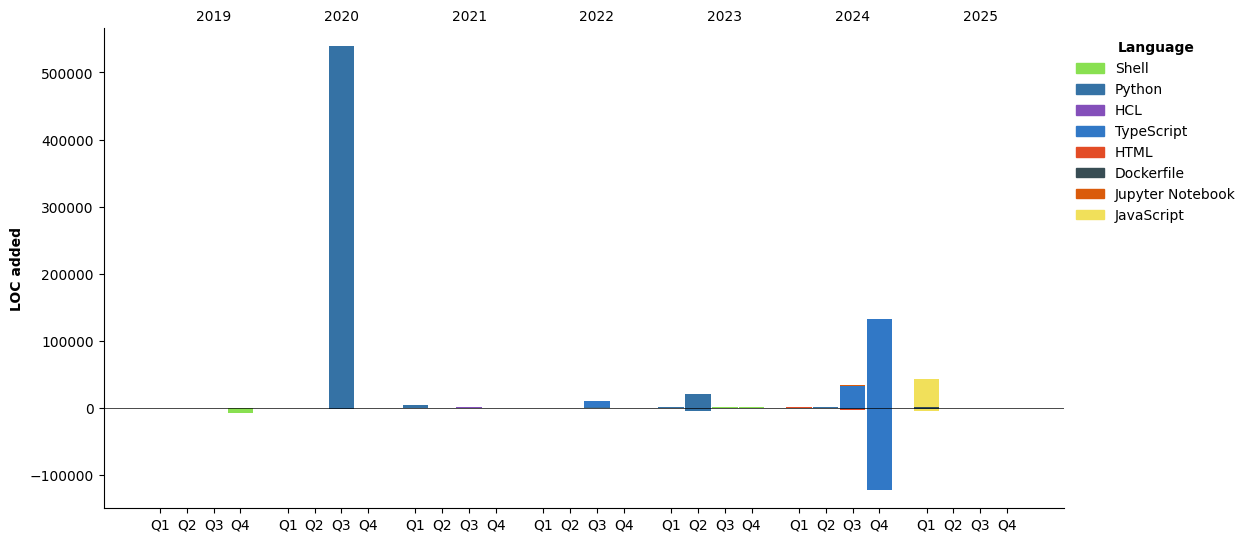 2019 2020 2021 2022 2023 2024 2025
Language
Shell
Python
HCL
TypeScript
HTML
Dockerfile
Jupyter Notebook
JavaScript
LOC added
500000
400000
300000
200000
100000
0
−100000
Q1 Q2 Q3 Q4 Q1 Q2 Q3 Q4 Q1 Q2 Q3 Q4 Q1 Q2 Q3 Q4 Q1 Q2 Q3 Q4 Q1 Q2 Q3 Q4 Q1 Q2 Q3 Q4